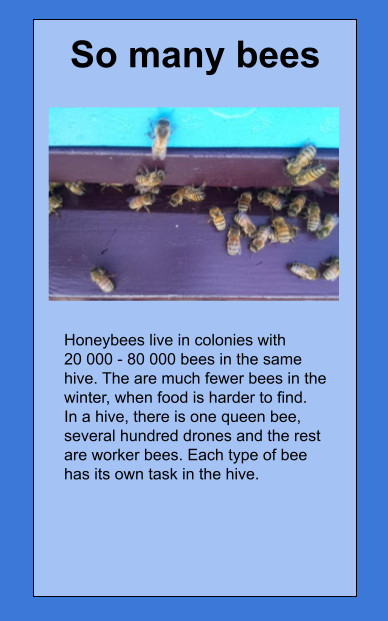 So many bees
Honeybees live in colonies with
20 000 - 80 000 bees in the same
hive. The are much fewer bees in the
winter, when food is harder to find.
In a hive, there is one queen bee,
several hundred drones and the rest
are worker bees. Each type of bee
has its own task in the hive.